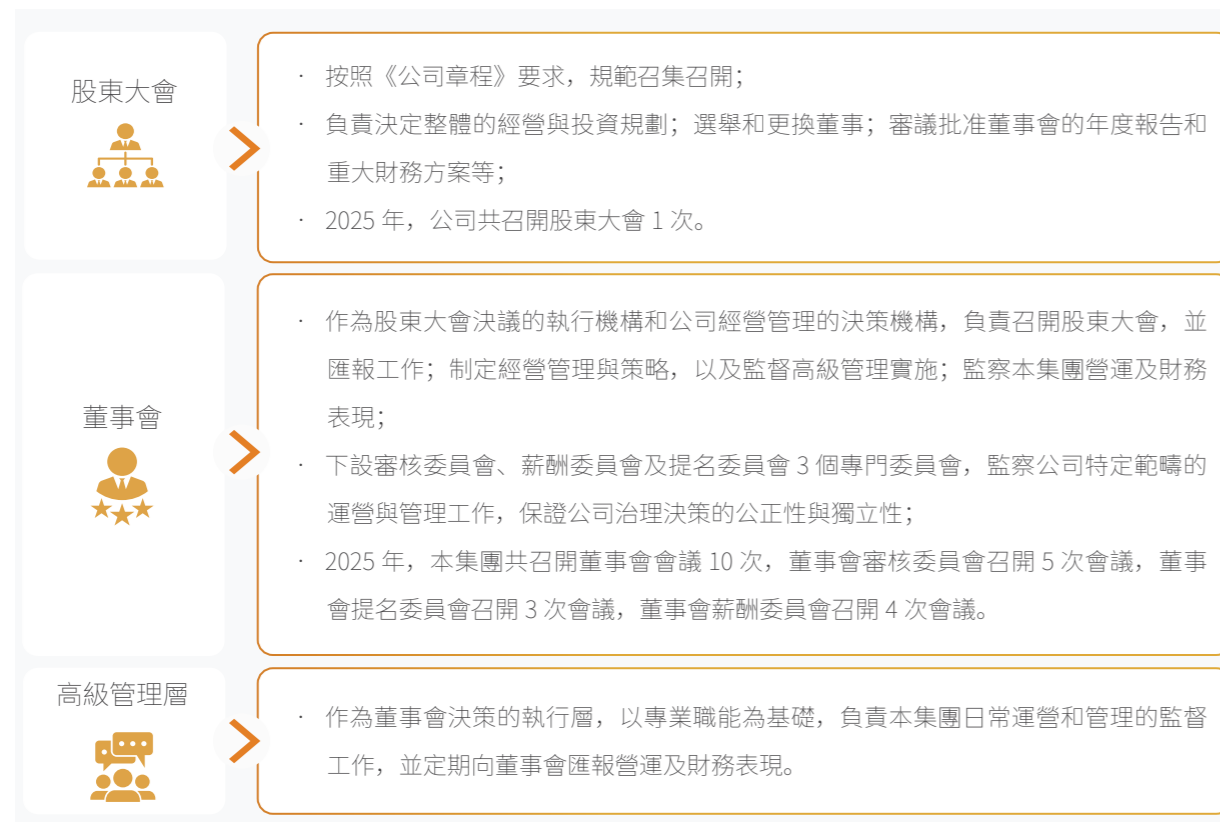 股東大會
· 按照《公司章程》要求，規範召集召開；
· 負責決定整體的經營與投資規劃；選舉和更換董事；審議批准董事會的年度報告和
重大財務方案等；
· 2025 年，公司共召開股東大會 1 次。
董事會
· 作為股東大會決議的執行機構和公司經營管理的決策機構，負責召開股東大會，並
匯報工作；制定經營管理與策略，以及監督高級管理實施；監察本集團營運及財務
表現；
· 下設審核委員會、薪酬委員會及提名委員會 3 個專門委員會，監察公司特定範疇的
運營與管理工作，保證公司治理決策的公正性與獨立性；
· 2025 年，本集團共召開董事會會議 10 次，董事會審核委員會召開 5 次會議，董事
會提名委員會召開 3 次會議，董事會薪酬委員會召開 4 次會議。
高級管理層
· 作為董事會決策的執行層，以專業職能為基礎，負責本集團日常運營和管理的監督
工作，並定期向董事會匯報營運及財務表現。